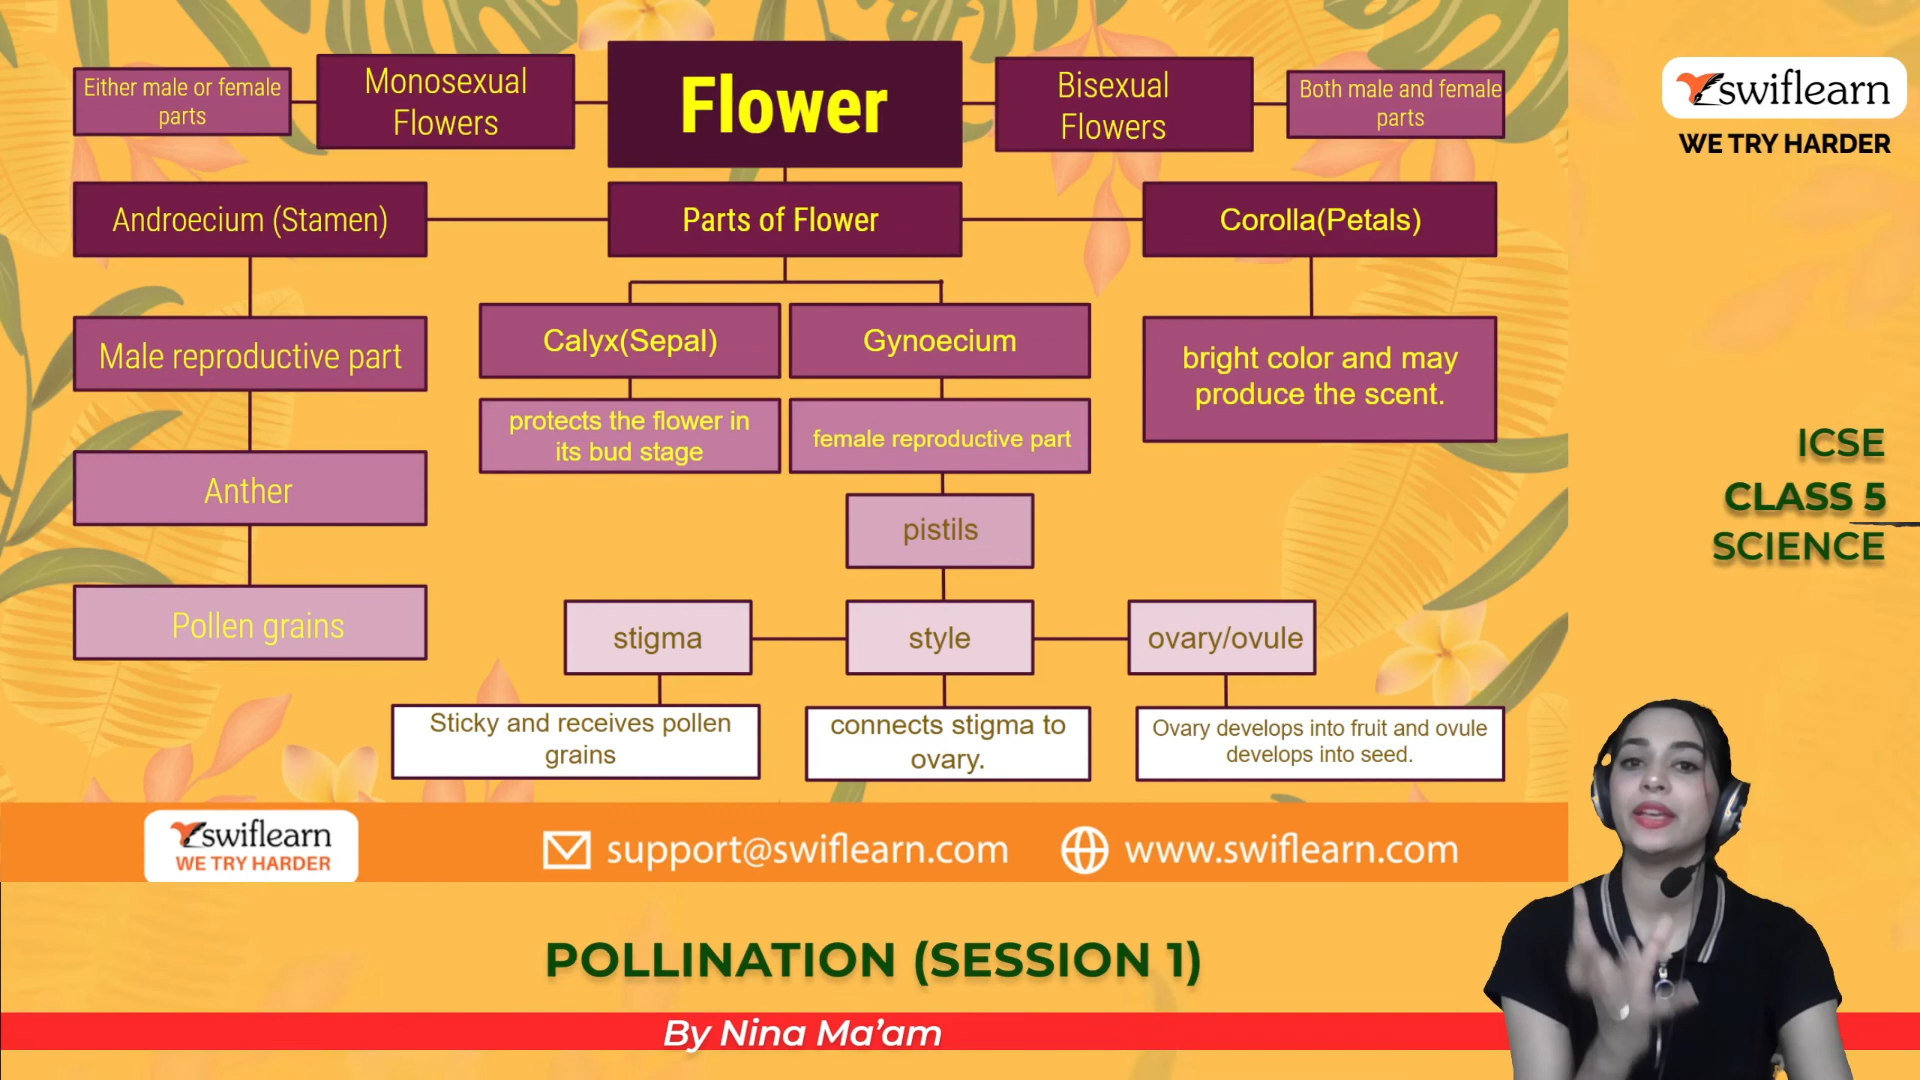 Either male or female
parts
Monosexual
Flowers
Flower
Bisexual
Flowers
Both male and female
parts
swiflearn
WE TRY HARDER
Androecium (Stamen)
Parts of Flower
Corolla(Petals)
Male reproductive part
Calyx(Sepal)
Gynoecium
bright color and may
produce the scent.
protects the flower in
its bud stage
female reproductive part
Anther
pistils
Pollen grains
stigma
style
ovary/ovule
Sticky and receives pollen
grains
connects stigma to
ovary.
Ovary develops into fruit and ovule
develops into seed.
ICSE
CLASS 5
SCIENCE
swiflearn
WE TRY HARDER
support@swiflearn.com
www.swiflearn.com
POLLINATION (SESSION 1)
By Nina Ma’am